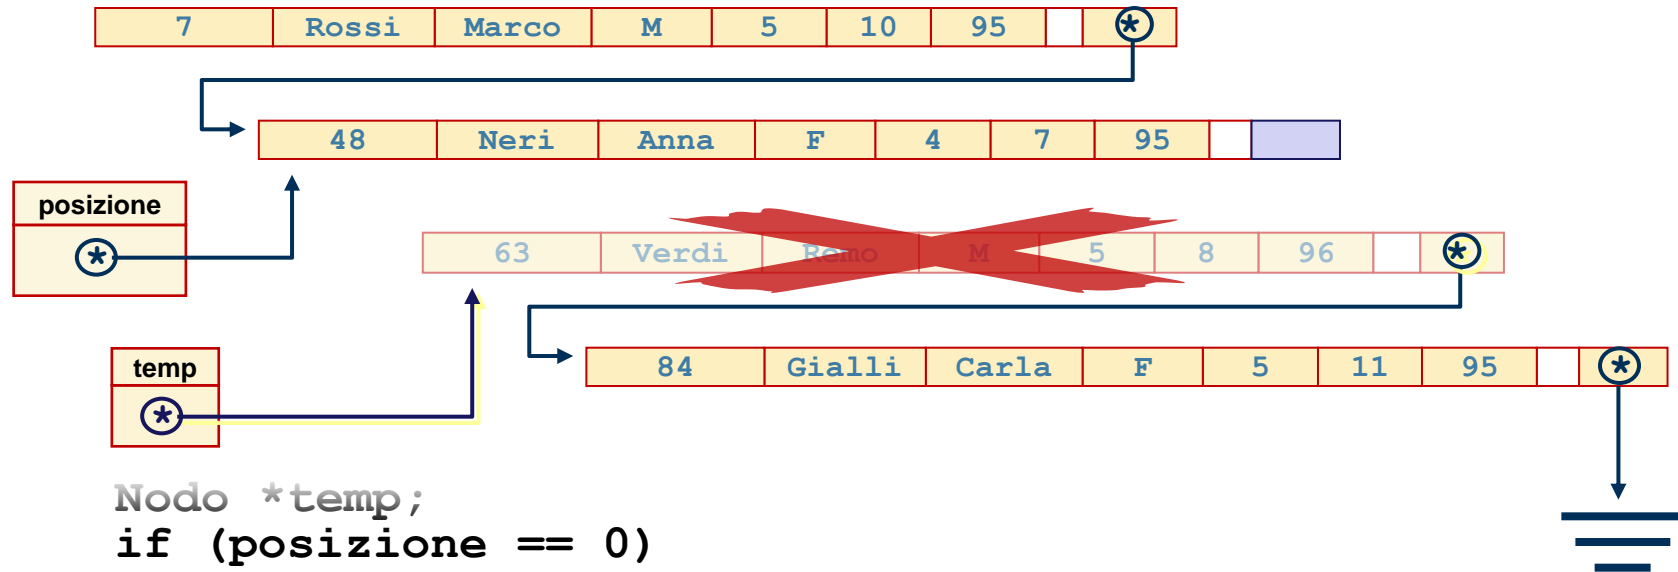 7 Rossi Marco M 5 10 95 *
48 Neri Anna F 4 7 95
posizione
*
63 Verdi Remo M 5 8 96 *
temp
*
84 Gialli Carla F 5 11 95 *
Nodo *temp;
if (posizione == 0)